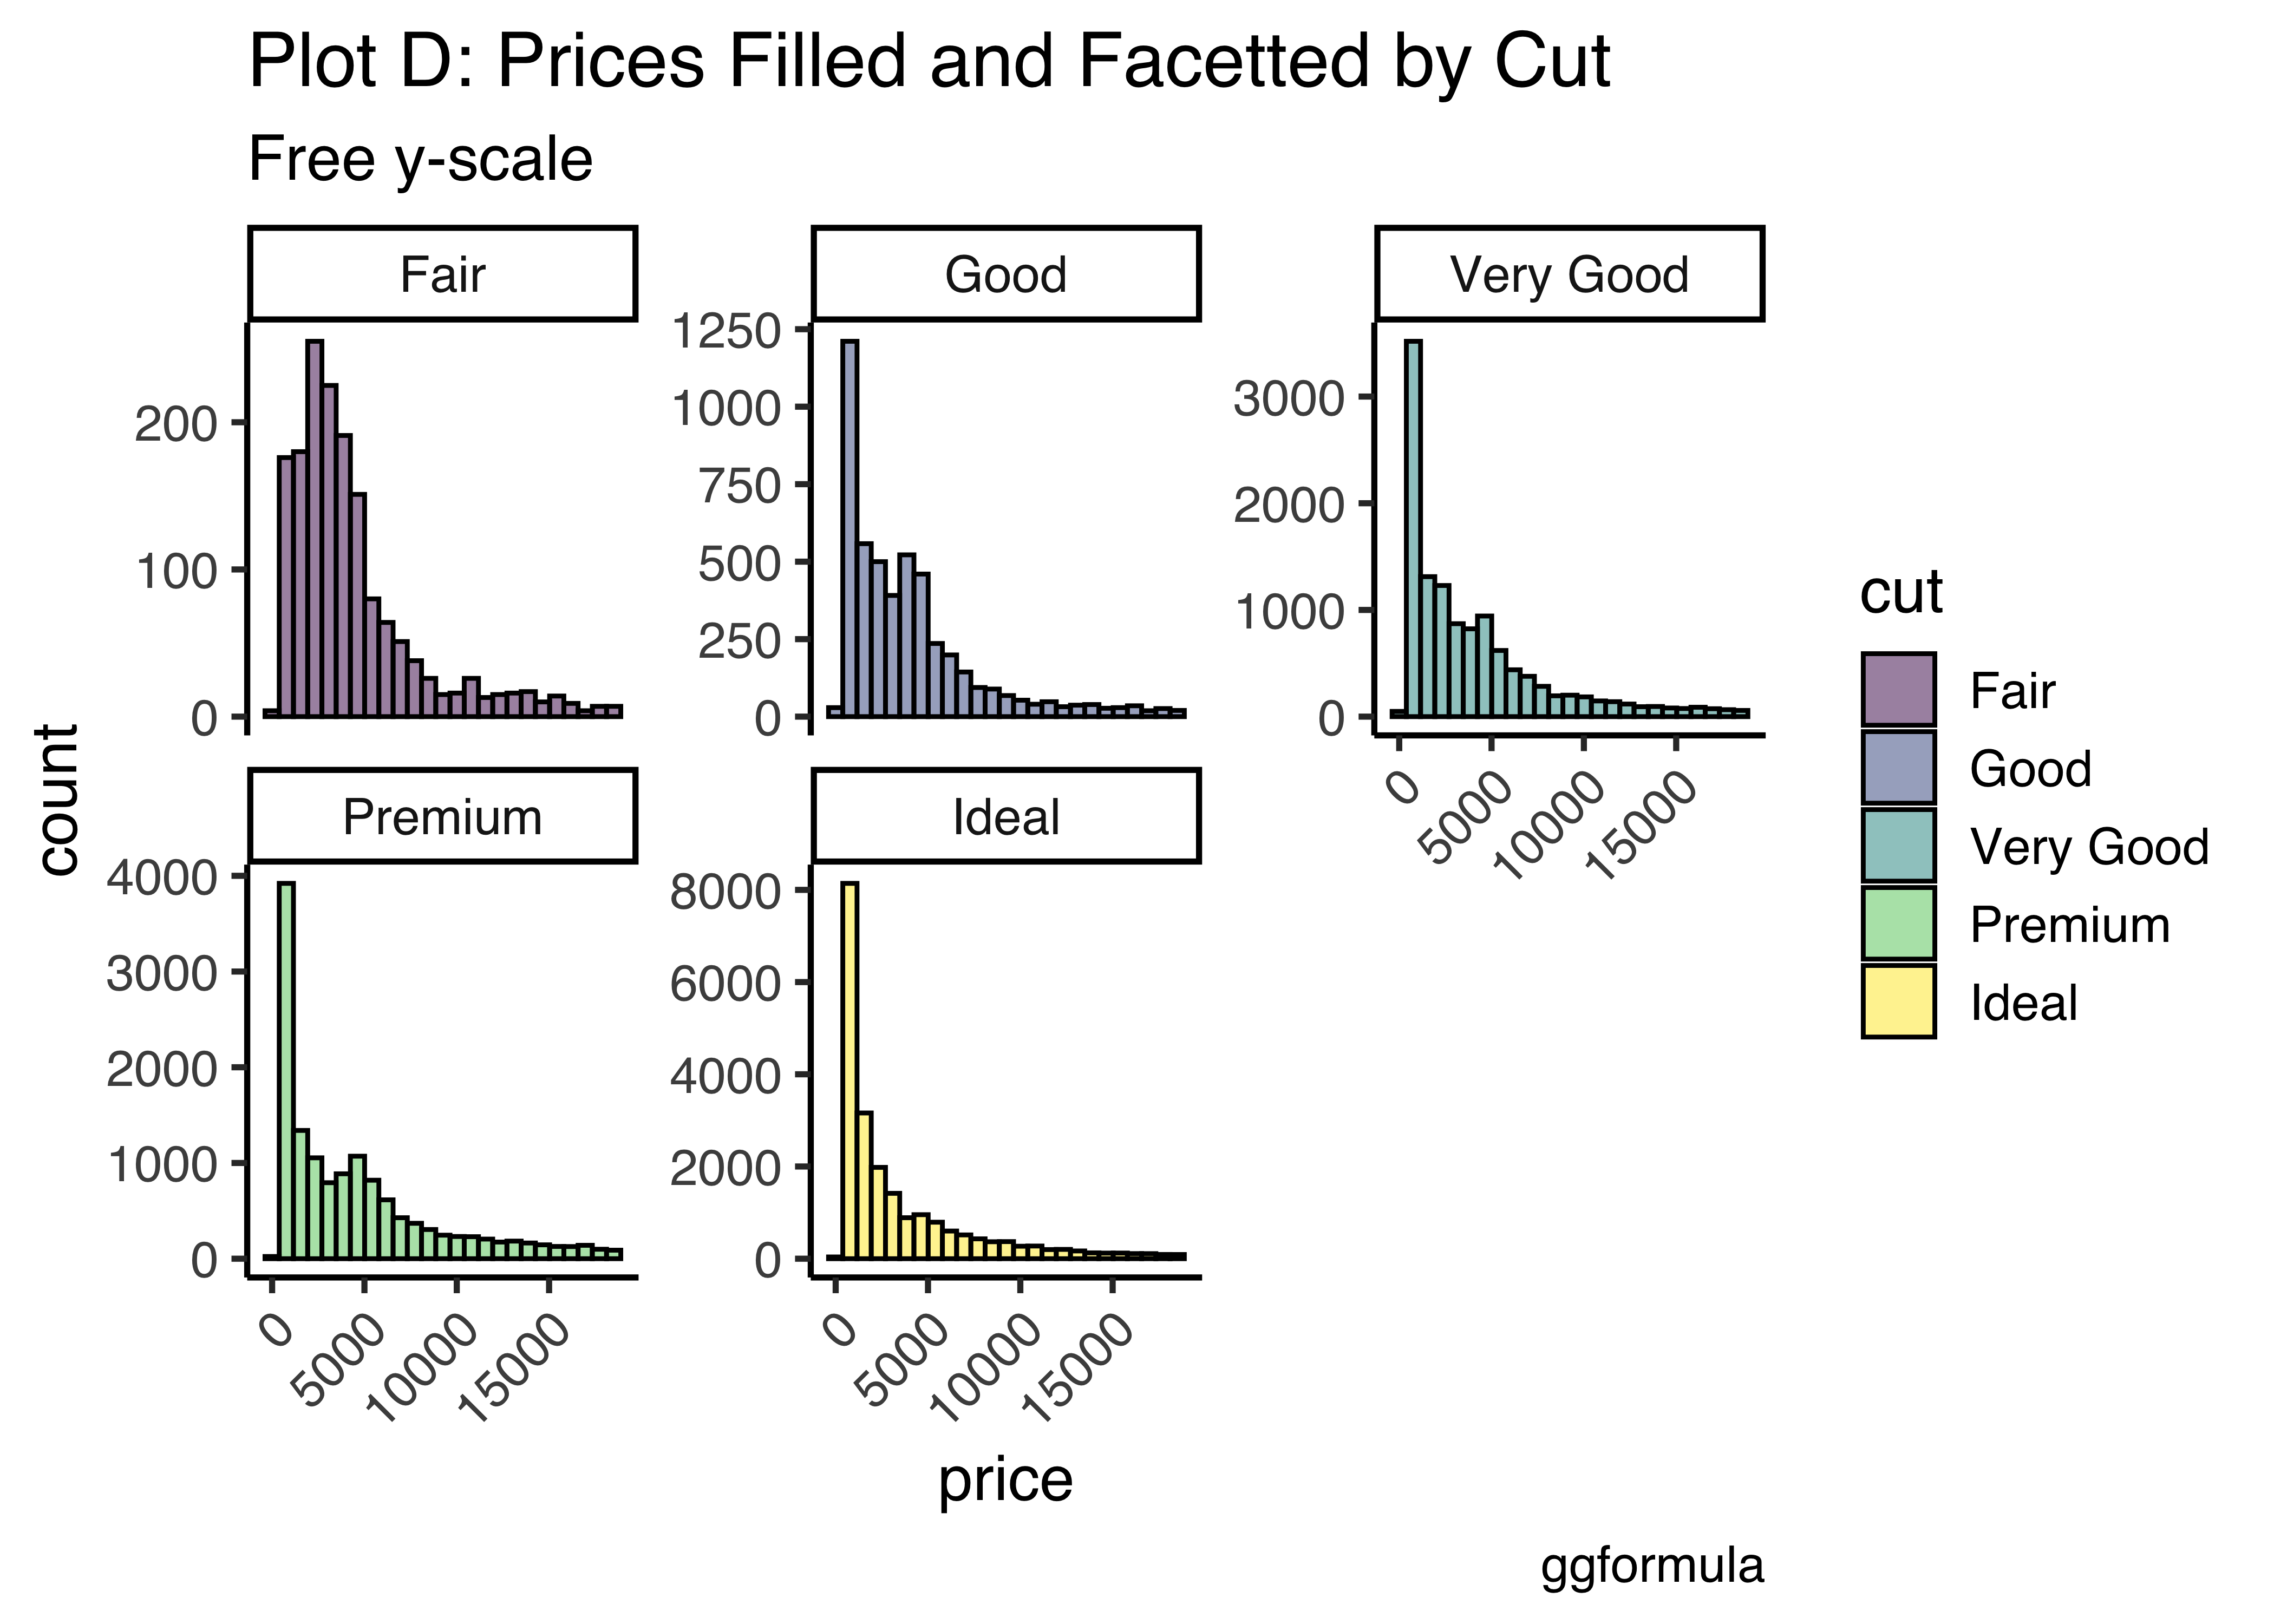 Plot D: Prices Filled and Facetted by Cut
Free y-scale
Fair
Good
Very Good
200
100
0
1250
1000
750
500
250
0
3000
2000
1000
0
0
5000
10000
15000
count
Premium
Ideal
4000
3000
2000
1000
0
8000
6000
4000
2000
0
0
5000
10000
15000
0
5000
10000
15000
price
cut
Fair
Good
Very Good
Premium
Ideal
ggformula